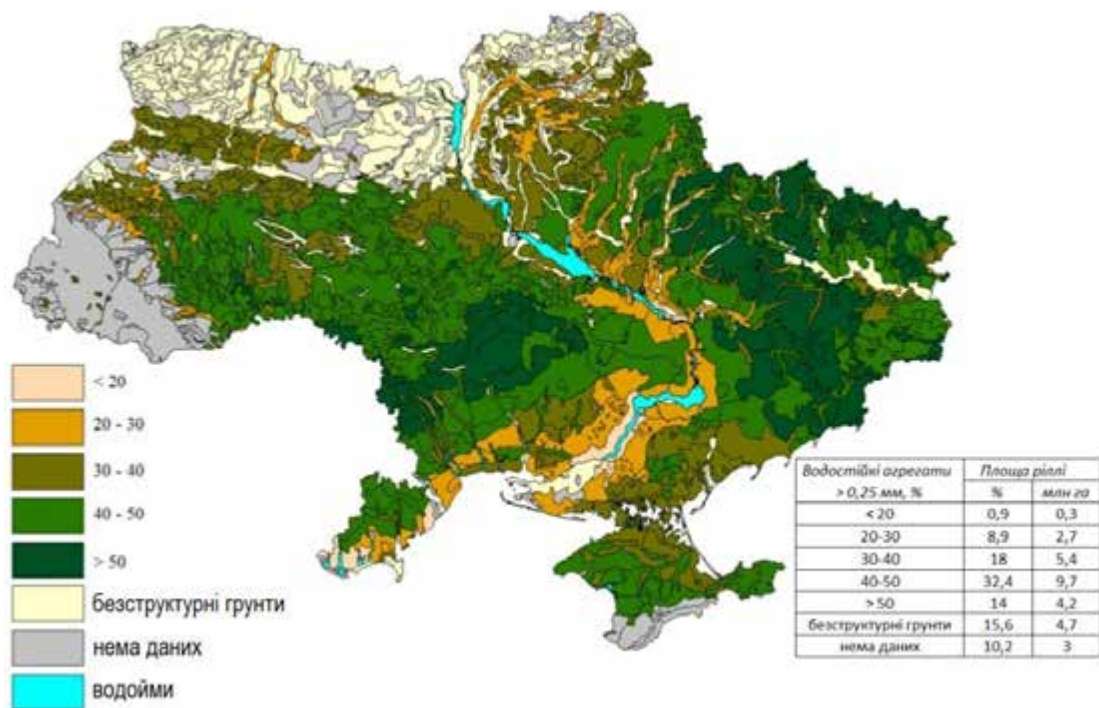 < 20
20 - 30
30 - 40
40 - 50
> 50
безструктурні грунти
нема даних
водойми
Водостійкі агрегати Площа ріллі
> 0,25 мм, % % млн га
< 20 0,9 0,3
20-30 8,9 2,7
30-40 18 5,4
40-50 32,4 9,7
> 50 14 4,2
безструктурні грунти 15,6 4,7
нема даних 10,2 3